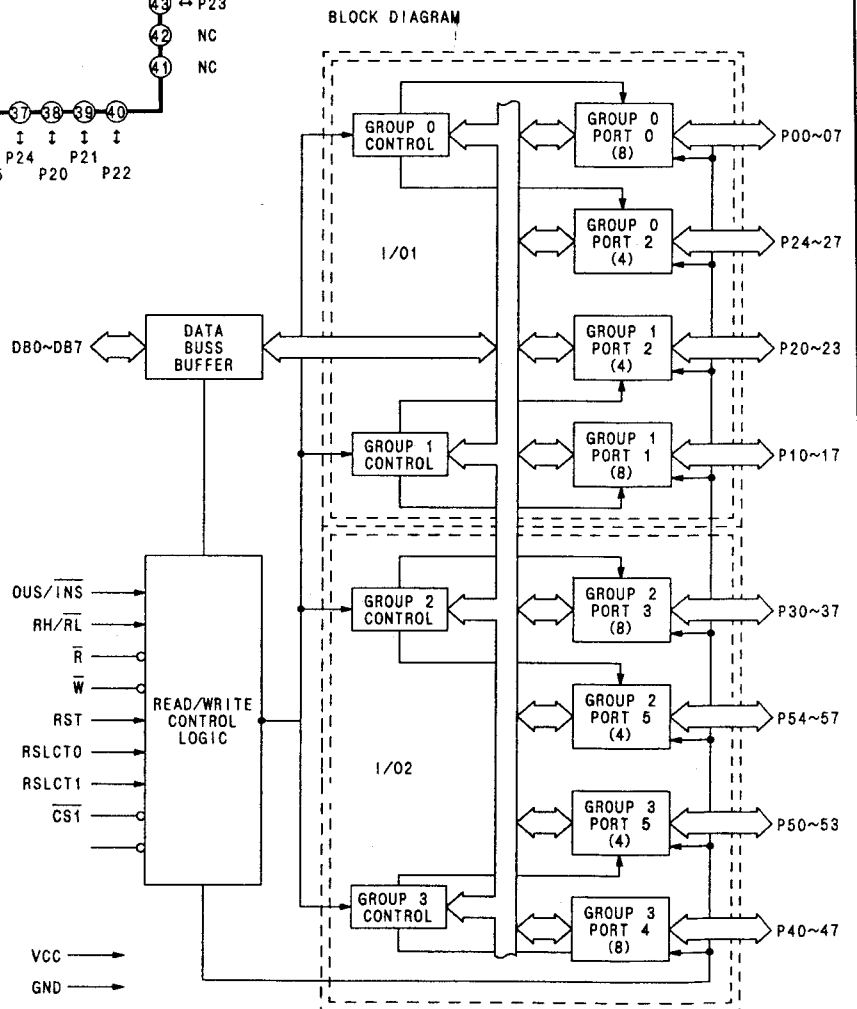 43 ↔ P23
42 NC
41 NC
37 38 39 40
↕ ↕ ↕ ↕
P24 P21
P20 P22
BLOCK DIAGRAM
GROUP 0
CONTROL
GROUP 0
PORT 0
(8)
P00~07
GROUP 0
PORT 2
(4)
P24~27
I/O1
DB0~DB7
DATA
BUSS
BUFFER
GROUP 1
PORT 2
(4)
P20~23
GROUP 1
CONTROL
GROUP 1
PORT 1
(8)
P10~17
OUS/I̅N̅S̅
RH/R̅L̅
R̅
W̅
RST
RSLCT0
RSLCT1
C̅S̅1̅
READ/WRITE
CONTROL
LOGIC
GROUP 2
CONTROL
GROUP 2
PORT 3
(8)
P30~37
GROUP 2
PORT 5
(4)
P54~57
I/O2
GROUP 3
PORT 5
(4)
P50~53
GROUP 3
CONTROL
GROUP 3
PORT 4
(8)
P40~47
VCC
GND